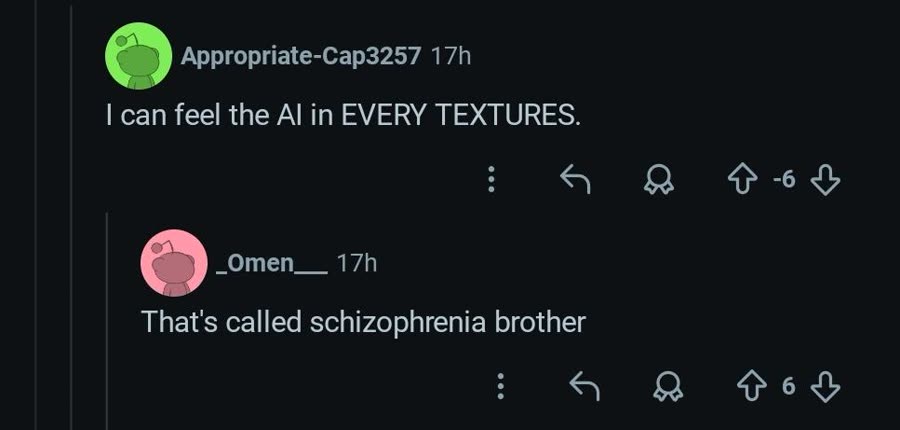 Appropriate-Cap3257 17h
I can feel the AI in EVERY TEXTURES.
-6
_Omen___ 17h
That's called schizophrenia brother
6